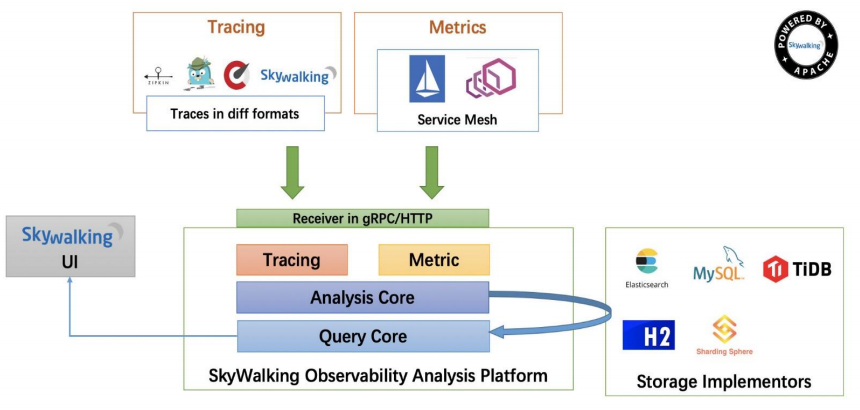 Tracing
Metrics
POWERED BY
Skywalking
APACHE
ZIPKIN
Skywalking
Traces in diff formats
Service Mesh
Receiver in gRPC/HTTP
Skywalking
UI
Tracing
Metric
Analysis Core
Query Core
SkyWalking Observability Analysis Platform
Elasticsearch
MySQL
TiDB
H2
Sharding Sphere
Storage Implementors